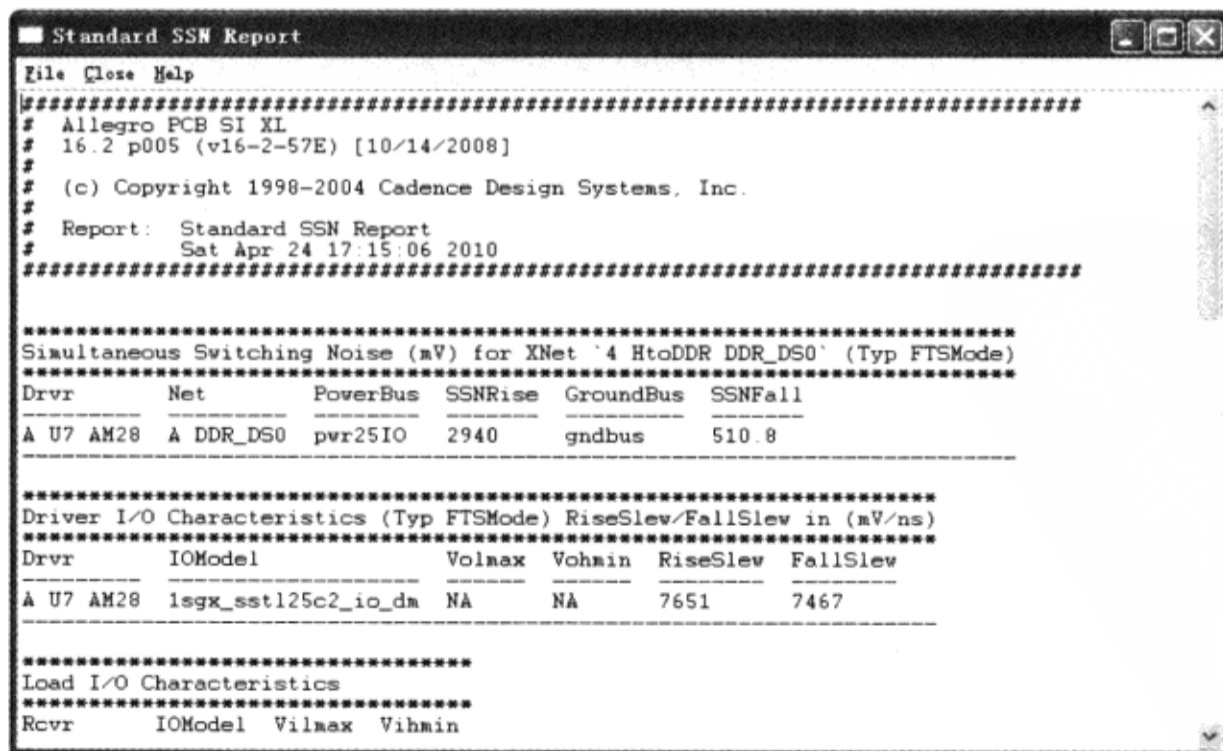 Standard SSN Report
File Close Help
################################################################################
# Allegro PCB SI XL
# 16.2 p005 (v16-2-57E) [10/14/2008]
#
# (c) Copyright 1998-2004 Cadence Design Systems, Inc.
#
# Report: Standard SSN Report
# Sat Apr 24 17:15:06 2010
################################################################################
***************************************************************************
Simultaneous Switching Noise (mV) for XNet `4 HtoDDR DDR_DS0` (Typ FTSMode)
***************************************************************************
Drvr Net PowerBus SSNRise GroundBus SSNFall
--------- --------- -------- ------- --------- -------
A U7 AM28 A DDR_DS0 pwr25IO 2940 gndbus 510.8
---------------------------------------------------------------------------
*********************************************************************
Driver I/O Characteristics (Typ FTSMode) RiseSlew/FallSlew in (mV/ns)
*********************************************************************
Drvr IOModel Volmax Vohmin RiseSlew FallSlew
--------- ------------------- ------ ------ -------- --------
A U7 AM28 1sgx_sstl25c2_io_dm NA NA 7651 7467
---------------------------------------------------------------------
**********************************
Load I/O Characteristics
**********************************
Rcvr IOModel Vilmax Vihmin